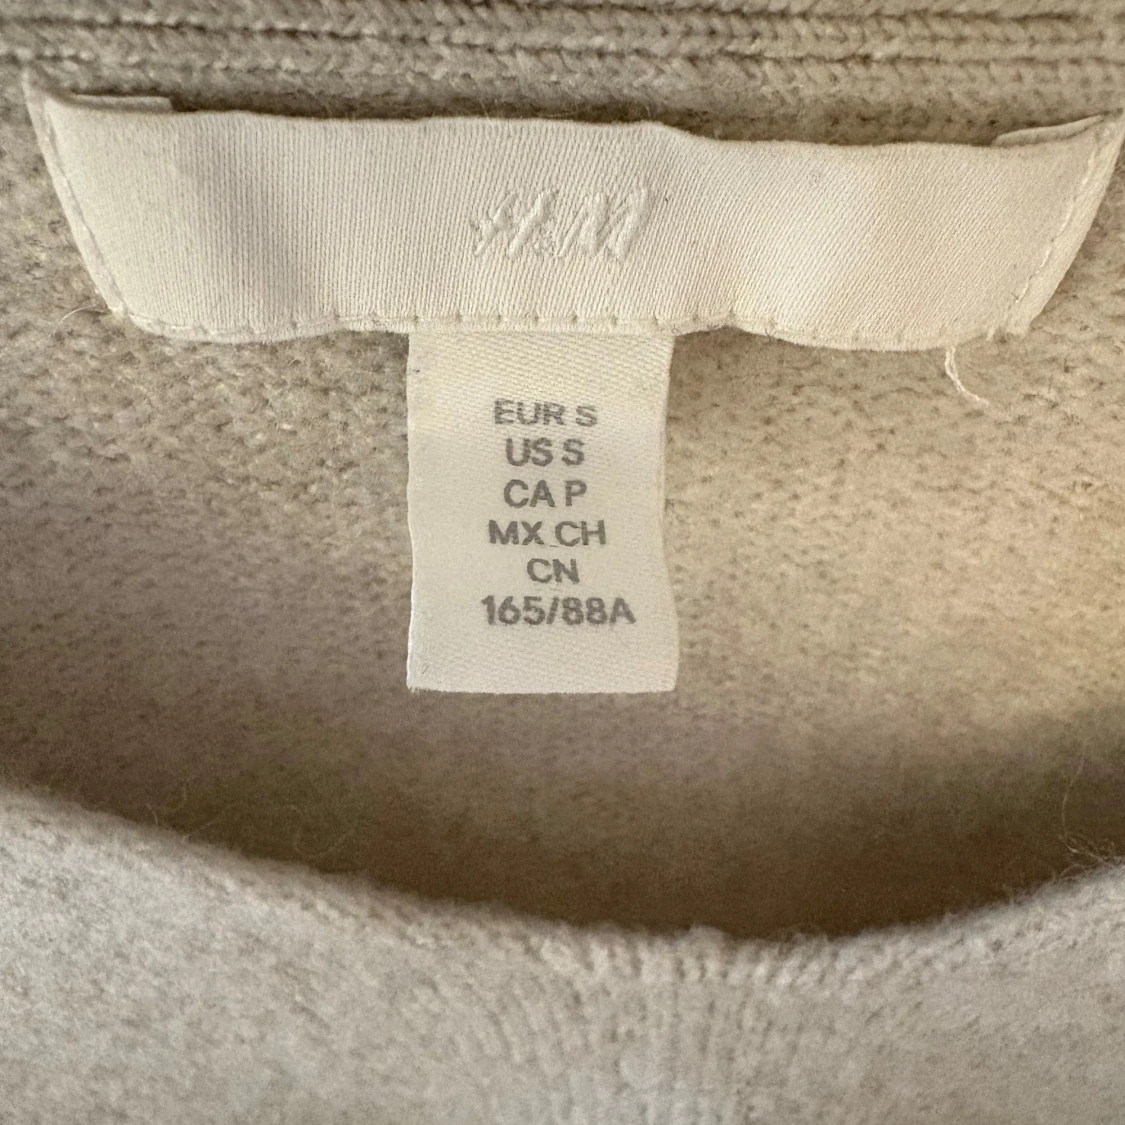 H&M
EUR S
US S
CA P
MX CH
CN
165/88A